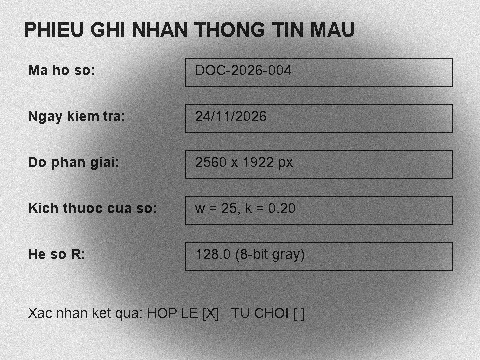 PHIEU GHI NHAN THONG TIN MAU
Ma ho so: DOC-2026-004
Ngay kiem tra: 24/11/2026
Do phan giai: 2560 x 1922 px
Kich thuoc cua so: w = 25, k = 0.20
He so R: 128.0 (8-bit gray)
Xac nhan ket qua: HOP LE [X] TU CHOI [ ]